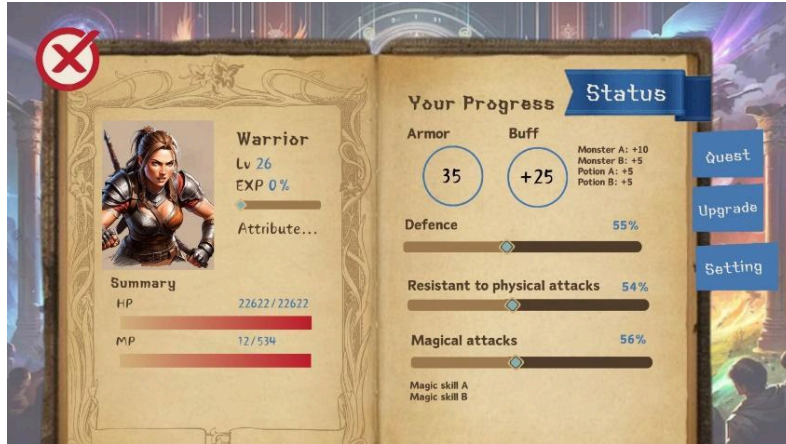 Status
Quest
Upgrade
Setting
Warrior
Lv 26
EXP 0%
Attribute...
Summary
HP 22622/22622
MP 12/534
Your Progress
Armor
35
Buff
+25
Monster A: +10
Monster B: +5
Potion A: +5
Potion B: +5
Defence 55%
Resistant to physical attacks 54%
Magical attacks 56%
Magic skill A
Magic skill B